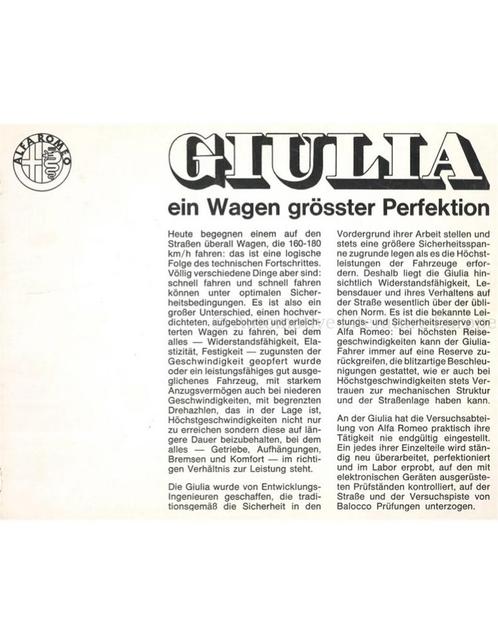 ALFA ROMEO
GIULIA
ein Wagen grösster Perfektion
Heute begegnen einem auf den
Straßen überall Wagen, die 160-180
km/h fahren: das ist eine logische
Folge des technischen Fortschrittes.
Völlig verschiedene Dinge aber sind:
schnell fahren und schnell fahren
können unter optimalen Sicher-
heitsbedingungen. Es ist also ein
großer Unterschied, einen hochver-
dichteten, aufgebohrten und erleich-
terten Wagen zu fahren, bei dem
alles — Widerstandsfähigkeit, Ela-
stizität, Festigkeit — zugunsten der
Geschwindigkeit geopfert wurde
oder ein leistungsfähiges gut ausge-
glichenes Fahrzeug, mit starkem
Anzugsvermögen auch bei niederen
Geschwindigkeiten, mit begrenzten
Drehzahlen, das in der Lage ist,
Höchstgeschwindigkeiten nicht nur
zu erreichen sondern diese auf län-
gere Dauer beizubehalten, bei dem
alles — Getriebe, Aufhängungen,
Bremsen und Komfort — im richti-
gen Verhältnis zur Leistung steht.
Die Giulia wurde von Entwicklungs-
Ingenieuren geschaffen, die tradi-
tionsgemäß die Sicherheit in den
Vordergrund ihrer Arbeit stellen und
stets eine größere Sicherheitsspan-
ne zugrunde legen als es die Höchst-
leistungen der Fahrzeuge erfor-
dern. Deshalb liegt die Giulia hin-
sichtlich Widerstandsfähigkeit, Le-
bensdauer und ihres Verhaltens auf
der Straße wesentlich über der übli-
chen Norm. Es ist die bekannte Lei-
stungs- und Sicherheitsreserve von
Alfa Romeo: bei höchsten Reise-
geschwindigkeiten kann der Giulia-
Fahrer immer auf eine Reserve zu-
rückgreifen, die blitzartige Beschleu-
nigungen gestattet, wie er auch bei
Höchstgeschwindigkeiten stets Ver-
trauen zur mechanischen Struktur
und der Straßenlage haben kann.
An der Giulia hat die Versuchsabtei-
lung von Alfa Romeo praktisch ihre
Tätigkeit nie endgültig eingestellt.
Ein jedes ihrer Einzelteile wird stän-
dig neu überarbeitet, perfektioniert
und im Labor erprobt, auf den mit
elektronischen Geräten ausgerüste-
ten Prüfständen kontrolliert, auf der
Straße und der Versuchspiste von
Balocco Prüfungen unterzogen.